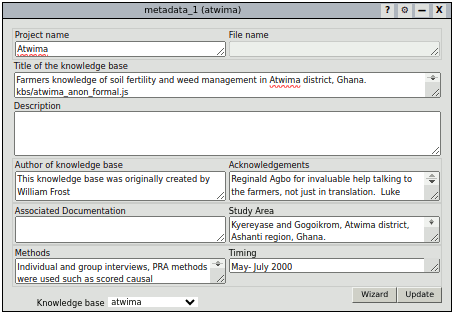 metadata_1 (atwima)
? — X
Project name
File name
Atwima
Title of the knowledge base
Farmers knowledge of soil fertility and weed management in Atwima district, Ghana.
kbs/atwima_anon_formal.js
Description
Author of knowledge base
Acknowledgements
This knowledge base was originally created by
William Frost
Reginald Agbo for invaluable help talking to
the farmers, not just in translation. Luke
Associated Documentation
Study Area
Kyereyase and Gogoikrom, Atwima district,
Ashanti region, Ghana.
Methods
Timing
Individual and group interviews, PRA methods
were used such as scored causal
May- July 2000
Wizard
Update
Knowledge base atwima